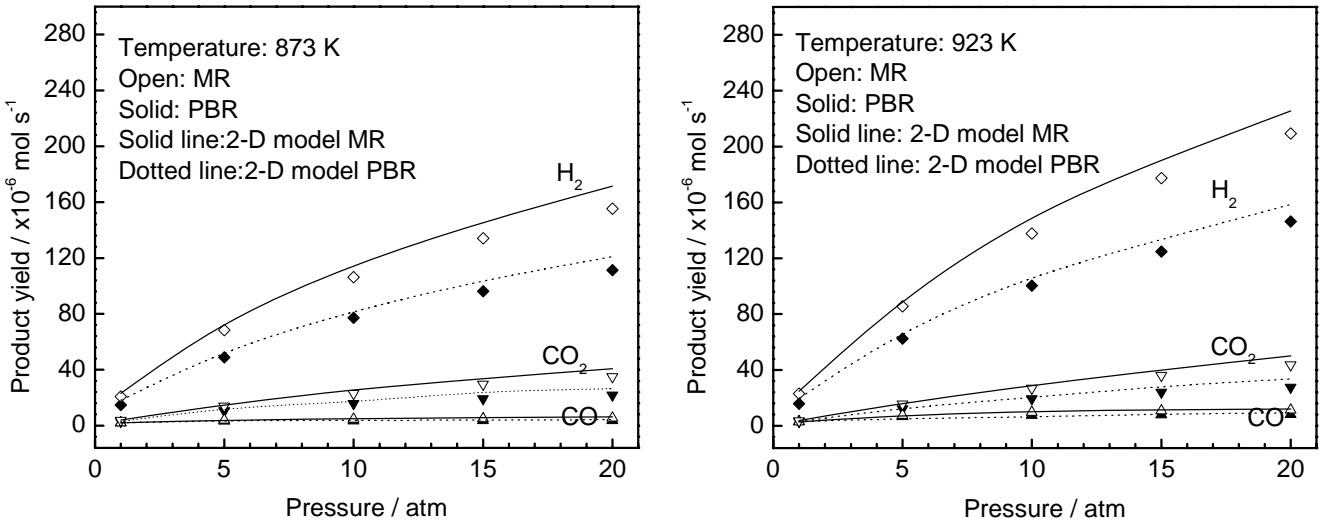 280
240
200
160
120
80
40
0
Product yield / x10⁻⁶ mol s⁻¹
Temperature: 873 K
Open: MR
Solid: PBR
Solid line:2-D model MR
Dotted line:2-D model PBR
H₂
CO₂
CO
0 5 10 15 20
Pressure / atm
280
240
200
160
120
80
40
0
Product yield / x10⁻⁶ mol s⁻¹
Temperature: 923 K
Open: MR
Solid: PBR
Solid line: 2-D model MR
Dotted line: 2-D model PBR
H₂
CO₂
CO
0 5 10 15 20
Pressure / atm